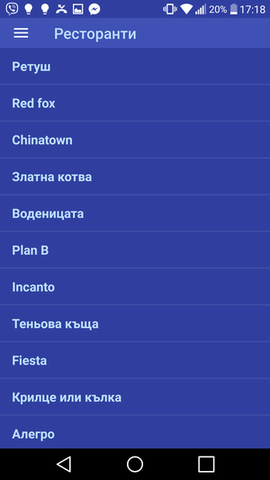 20% 17:18
Ресторанти
Ретуш
Red fox
Chinatown
Златна котва
Воденицата
Plan B
Incanto
Теньова къща
Fiesta
Крилце или кълка
Алегро